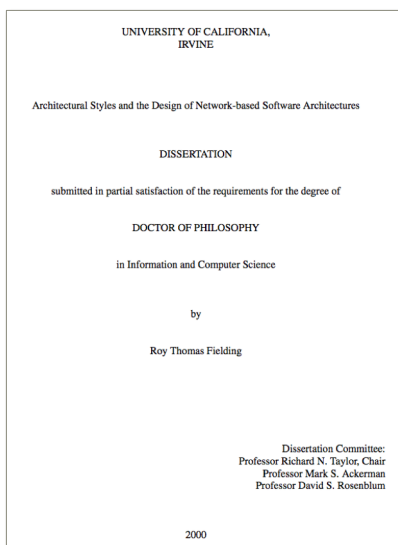 UNIVERSITY OF CALIFORNIA,
IRVINE
Architectural Styles and the Design of Network-based Software Architectures
DISSERTATION
submitted in partial satisfaction of the requirements for the degree of
DOCTOR OF PHILOSOPHY
in Information and Computer Science
by
Roy Thomas Fielding
Dissertation Committee:
Professor Richard N. Taylor, Chair
Professor Mark S. Ackerman
Professor David S. Rosenblum
2000